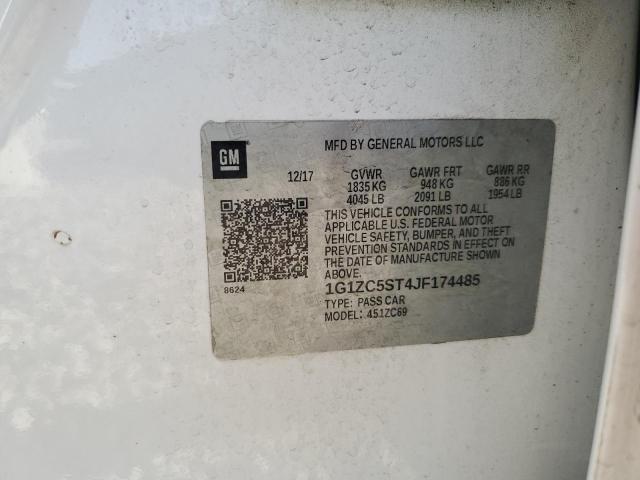 GM
MFD BY GENERAL MOTORS LLC
12/17 GVWR GAWR FRT GAWR RR
1835 KG 948 KG 886 KG
4045 LB 2091 LB 1954 LB
THIS VEHICLE CONFORMS TO ALL
APPLICABLE U.S. FEDERAL MOTOR
VEHICLE SAFETY, BUMPER, AND THEFT
PREVENTION STANDARDS IN EFFECT ON
THE DATE OF MANUFACTURE SHOWN
ABOVE.
8624
1G1ZC5ST4JF174485
TYPE: PASS CAR
MODEL: 451ZC69